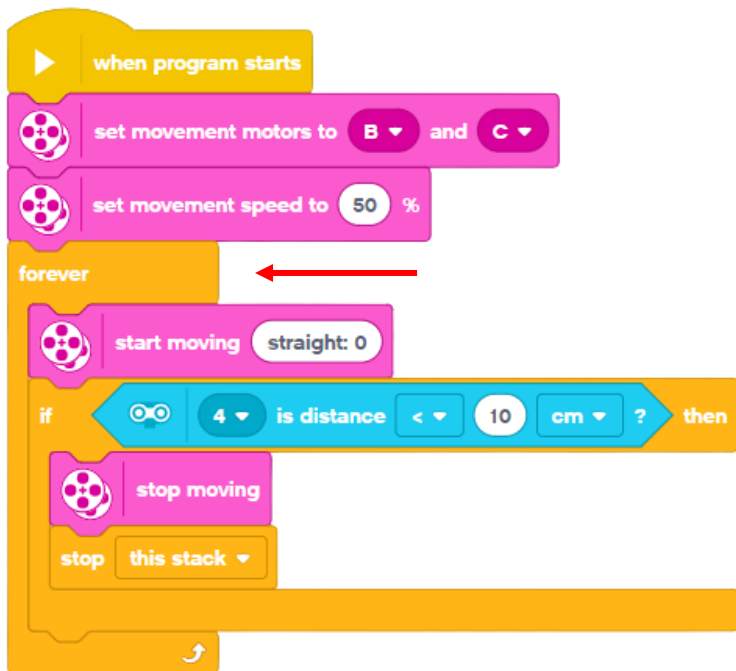 when program starts
set movement motors to B and C
set movement speed to 50 %
forever
start moving straight: 0
if 4 is distance < 10 cm ? then
stop moving
stop this stack